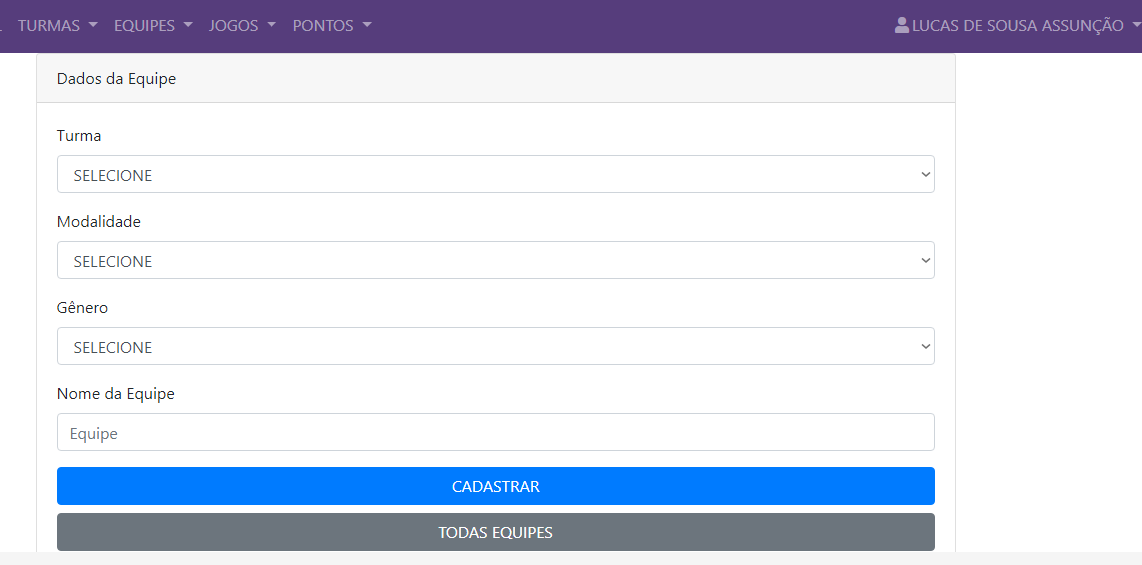 TURMAS EQUIPES JOGOS PONTOS LUCAS DE SOUSA ASSUNÇÃO
Dados da Equipe
Turma
SELECIONE
Modalidade
SELECIONE
Gênero
SELECIONE
Nome da Equipe
Equipe
CADASTRAR
TODAS EQUIPES